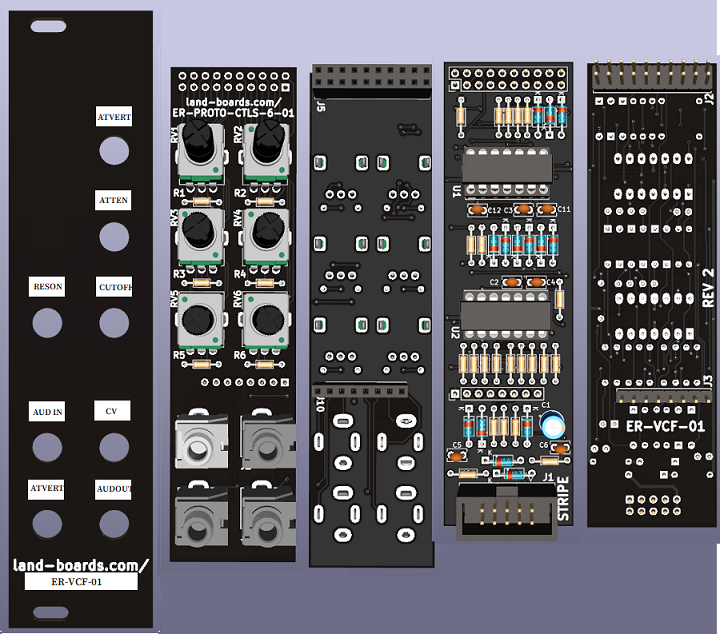 ATVERT
ATTEN
RESON
CUTOFF
AUD IN
CV
ATVERT
AUDOUT
land-boards.com/
ER-VCF-01
land-boards.com/
ER-PROTO-CTLS-6-01
RV1
RV2
R1
R2
RV3
RV4
R3
R4
RV5
RV6
R5
R6
J5
J10
U1
C12
C3
C11
C2
C4
U2
C1
C5
C6
J1
STRIPE
J2
REV 2
J3
ER-VCF-01